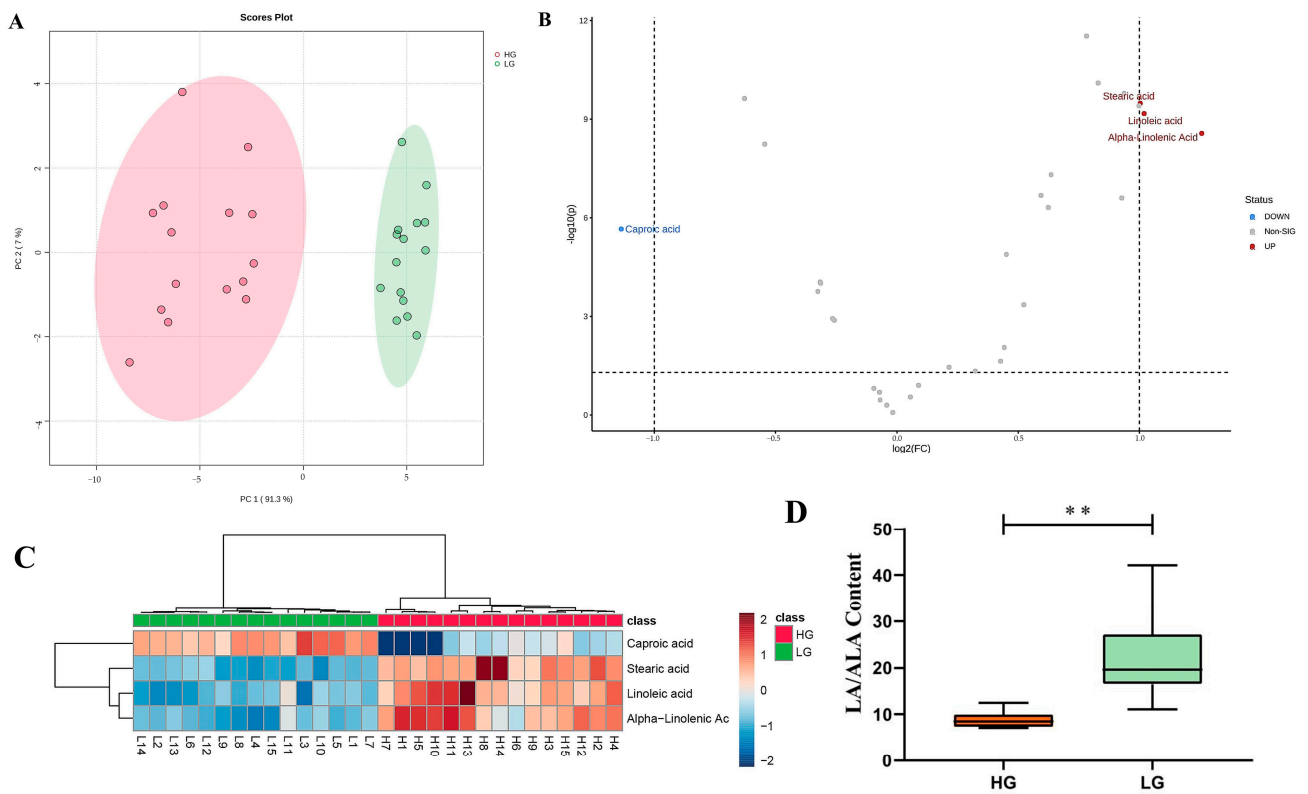 A
Scores Plot
HG
LG
PC 2 ( 7 %)
4
2
0
−2
−4
−10
−5
0
5
PC 1 ( 91.3 %)
B
-log10(p)
12
9
6
3
0
Stearic acid
Linoleic acid
Alpha-Linolenic Acid
Caproic acid
−1.0
−0.5
0.0
0.5
1.0
log2(FC)
Status
DOWN
Non-SIG
UP
C
class
Caproic acid
Stearic acid
Linoleic acid
Alpha−Linolenic Ac
L14
L2
L13
L6
L12
L9
L8
L4
L15
L11
L3
L10
L5
L1
L7
H7
H1
H5
H10
H11
H13
H8
H14
H6
H9
H3
H15
H12
H2
H4
2
1
0
−1
−2
class
HG
LG
D
LA/ALA Content
50
40
30
20
10
0
**
HG
LG